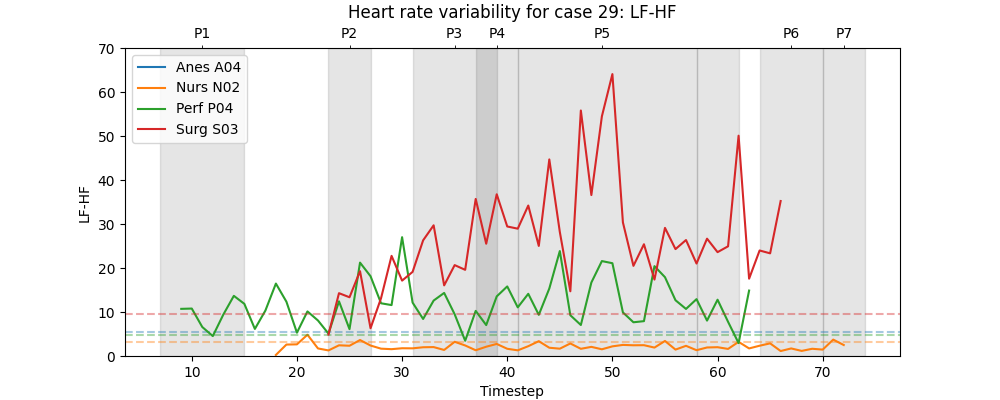 Heart rate variability for case 29: LF-HF
P1 P2 P3 P4 P5 P6 P7
Anes A04
Nurs N02
Perf P04
Surg S03
70
60
50
40
30
20
10
0
LF-HF
10 20 30 40 50 60 70
Timestep